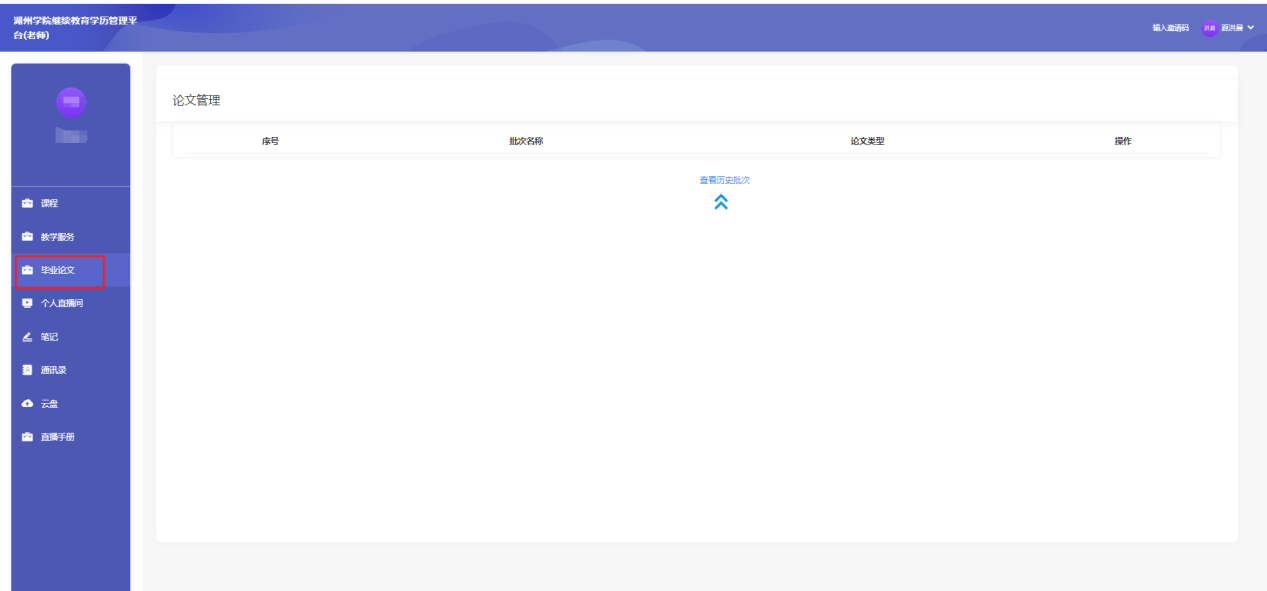 湖州学院继续教育学历管理平
台(老师)
输入邀请码
论文管理
序号 批次名称 论文类型 操作
查看历史批次
课程
教学服务
毕业论文
个人直播间
笔记
通讯录
云盘
直播手册